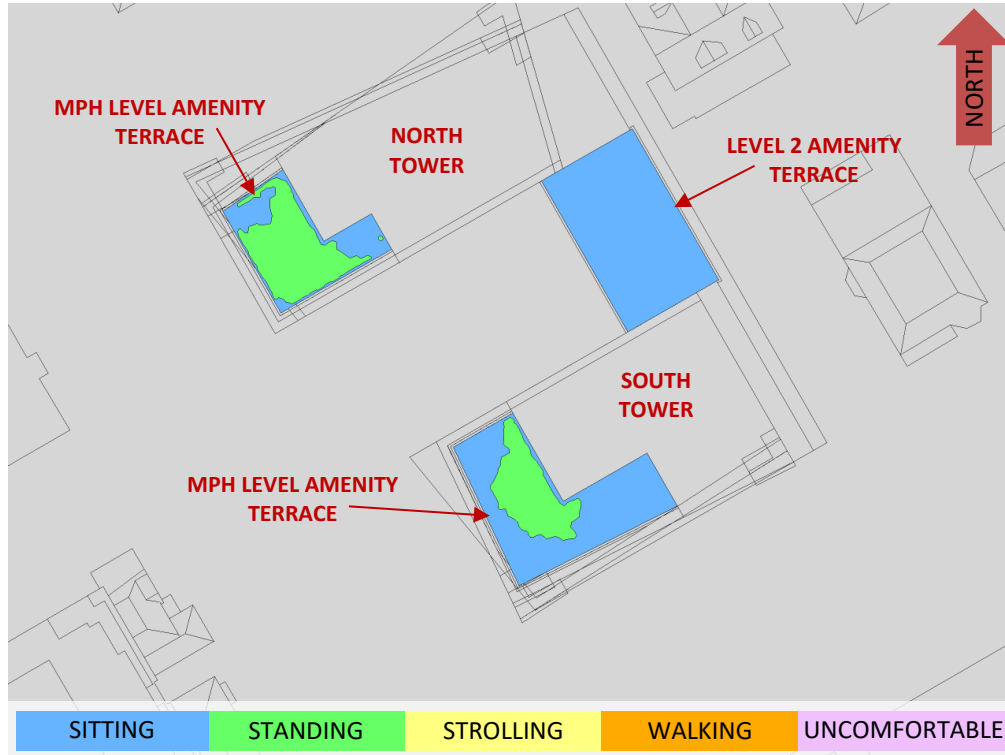 NORTH
MPH LEVEL AMENITY
TERRACE
NORTH
TOWER
LEVEL 2 AMENITY
TERRACE
SOUTH
TOWER
MPH LEVEL AMENITY
TERRACE
SITTING STANDING STROLLING WALKING UNCOMFORTABLE